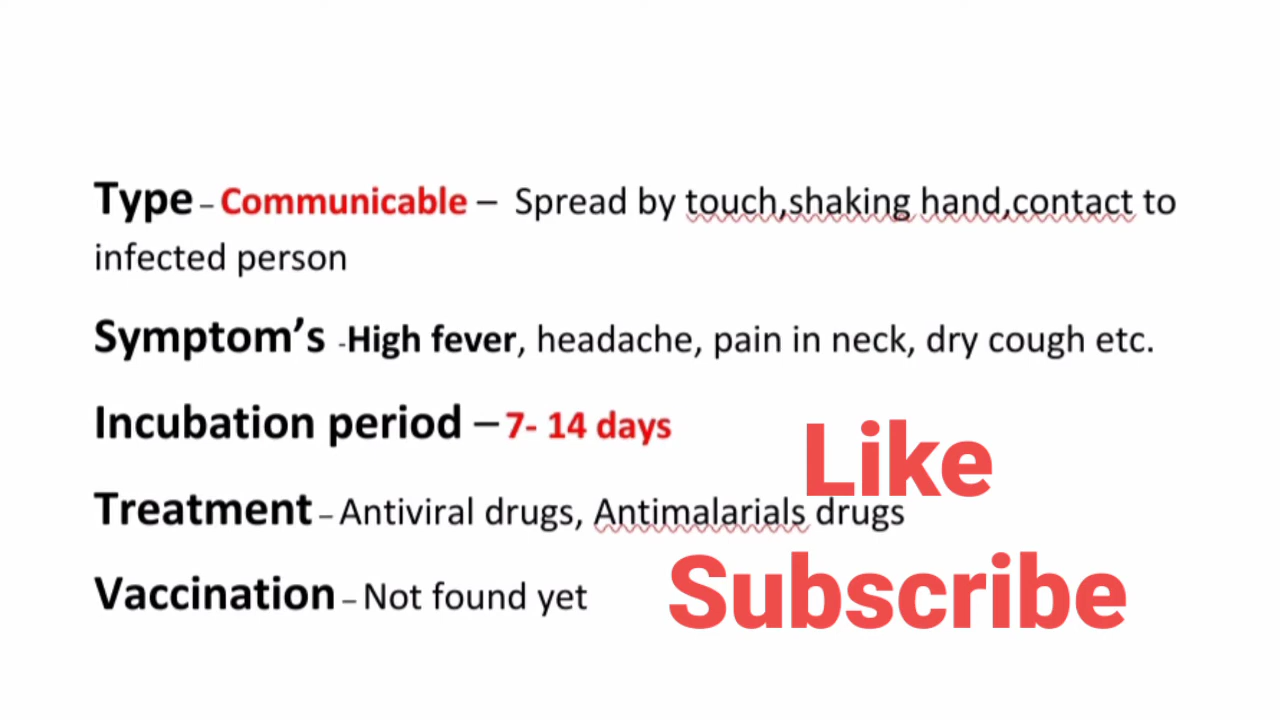 Type – Communicable – Spread by touch,shaking hand,contact to
infected person
Symptom’s -High fever, headache, pain in neck, dry cough etc.
Incubation period – 7- 14 days
Like
Treatment – Antiviral drugs, Antimalarials drugs
Vaccination – Not found yet
Subscribe